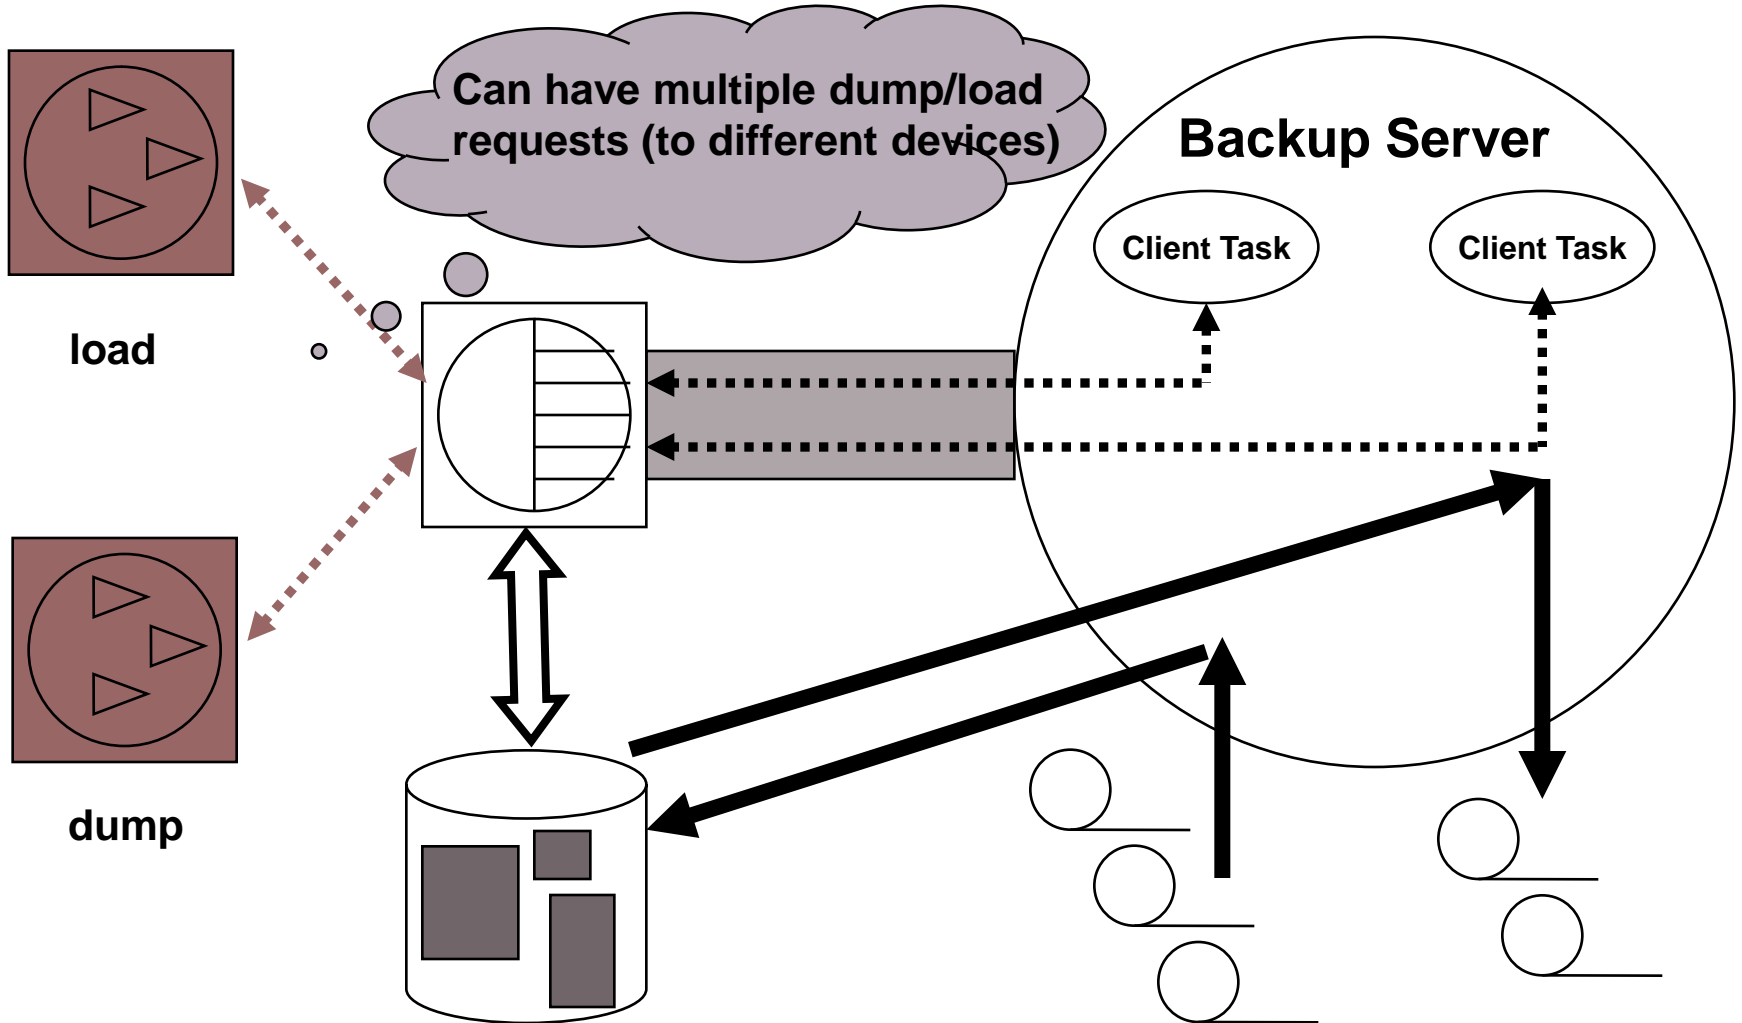 Can have multiple dump/load
requests (to different devices)
Backup Server
Client Task
Client Task
load
dump